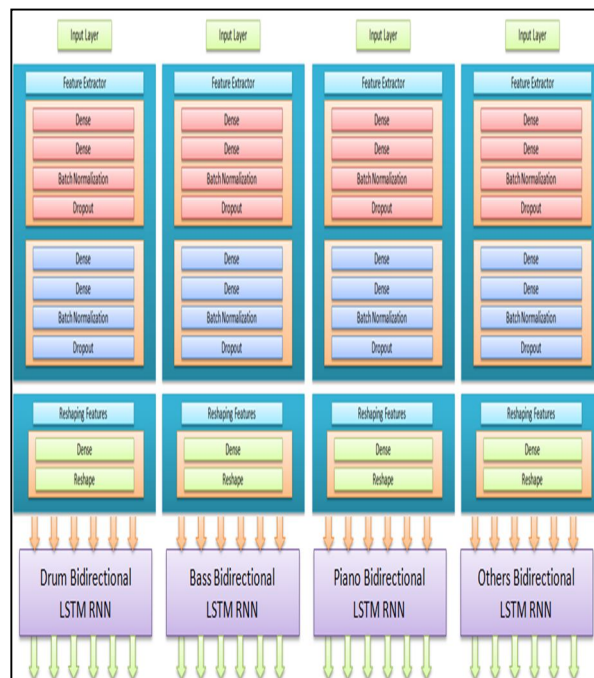 Input Layer
Feature Extractor
Dense
Dense
Batch Normalization
Dropout
Dense
Dense
Batch Normalization
Dropout
Reshaping Features
Dense
Reshape
Drum Bidirectional
LSTM RNN
Input Layer
Feature Extractor
Dense
Dense
Batch Normalization
Dropout
Dense
Dense
Batch Normalization
Dropout
Reshaping Features
Dense
Reshape
Bass Bidirectional
LSTM RNN
Input Layer
Feature Extractor
Dense
Dense
Batch Normalization
Dropout
Dense
Dense
Batch Normalization
Dropout
Reshaping Features
Dense
Reshape
Piano Bidirectional
LSTM RNN
Input Layer
Feature Extractor
Dense
Dense
Batch Normalization
Dropout
Dense
Dense
Batch Normalization
Dropout
Reshaping Features
Dense
Reshape
Others Bidirectional
LSTM RNN